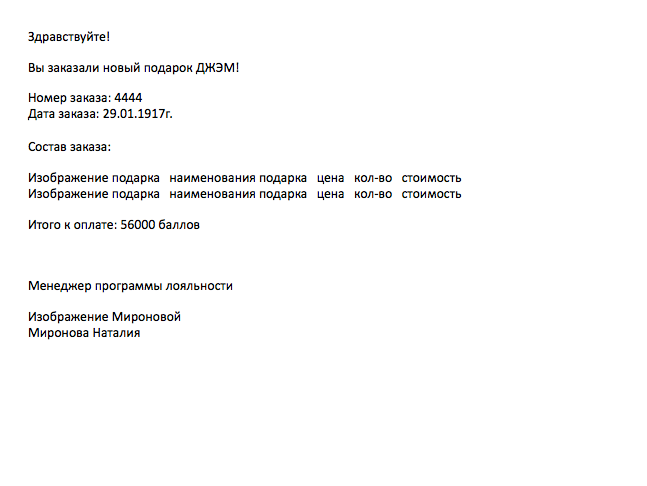 Здравствуйте!
Вы заказали новый подарок ДЖЭМ!
Номер заказа: 4444
Дата заказа: 29.01.1917г.
Состав заказа:
Изображение подарка наименования подарка цена кол-во стоимость
Изображение подарка наименования подарка цена кол-во стоимость
Итого к оплате: 56000 баллов
Менеджер программы лояльности
Изображение Мироновой
Миронова Наталия